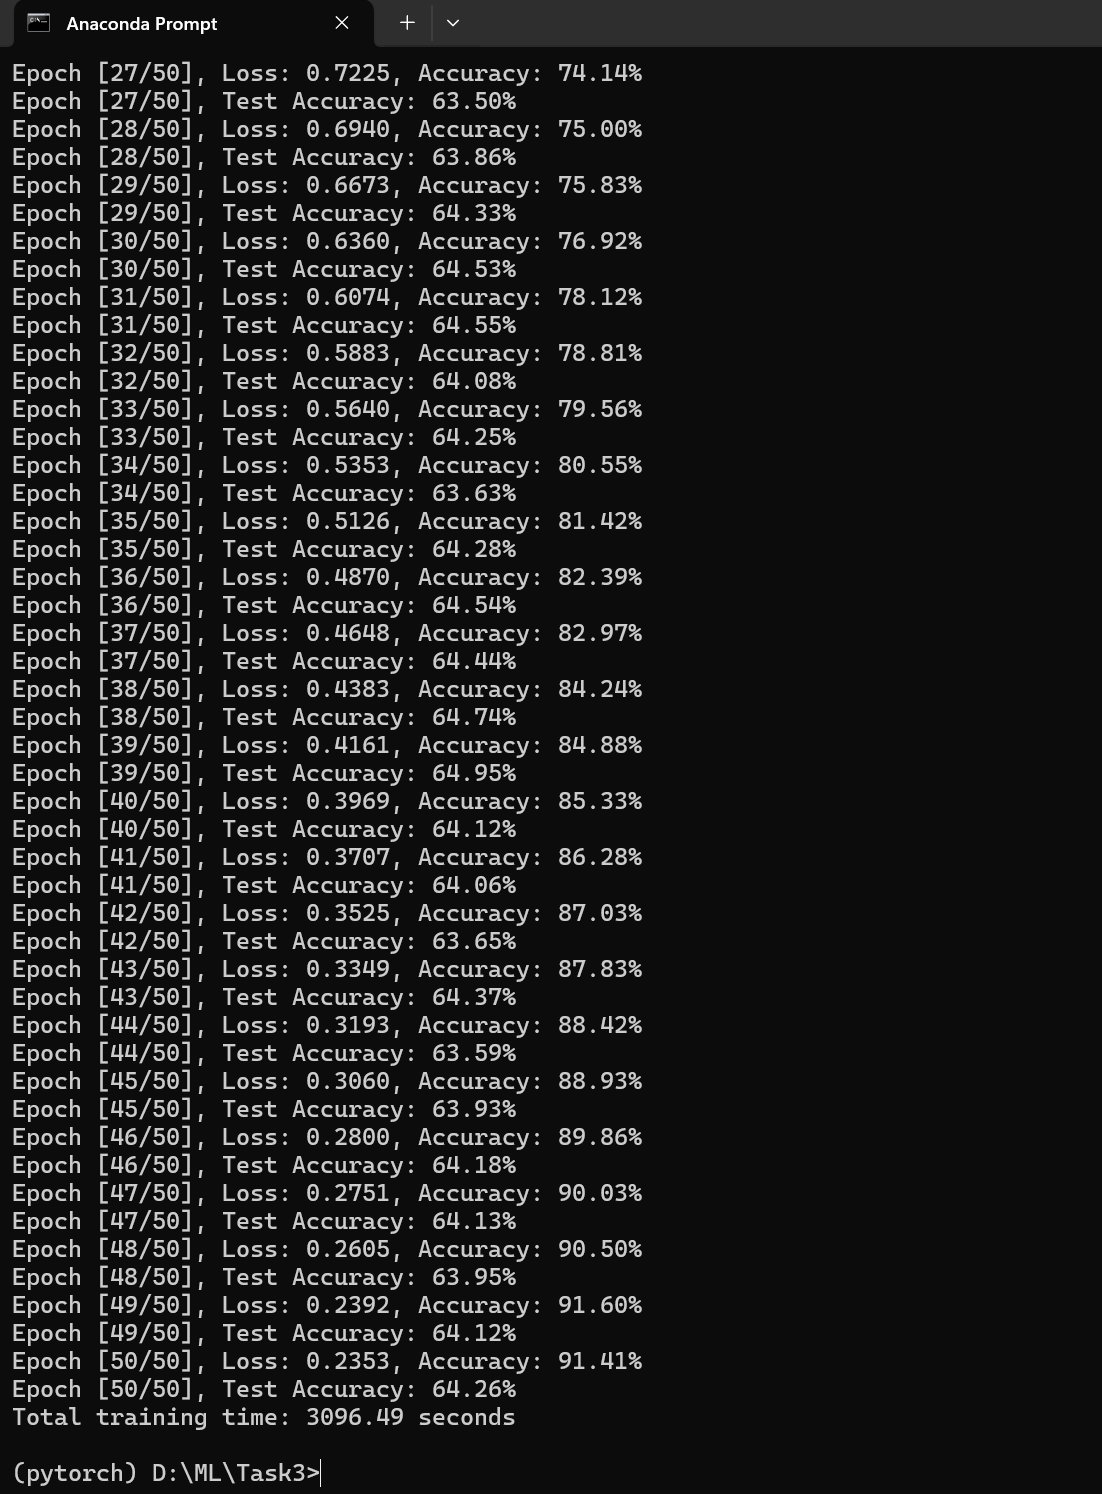 Anaconda Prompt
Epoch [27/50], Loss: 0.7225, Accuracy: 74.14%
Epoch [27/50], Test Accuracy: 63.50%
Epoch [28/50], Loss: 0.6940, Accuracy: 75.00%
Epoch [28/50], Test Accuracy: 63.86%
Epoch [29/50], Loss: 0.6673, Accuracy: 75.83%
Epoch [29/50], Test Accuracy: 64.33%
Epoch [30/50], Loss: 0.6360, Accuracy: 76.92%
Epoch [30/50], Test Accuracy: 64.53%
Epoch [31/50], Loss: 0.6074, Accuracy: 78.12%
Epoch [31/50], Test Accuracy: 64.55%
Epoch [32/50], Loss: 0.5883, Accuracy: 78.81%
Epoch [32/50], Test Accuracy: 64.08%
Epoch [33/50], Loss: 0.5640, Accuracy: 79.56%
Epoch [33/50], Test Accuracy: 64.25%
Epoch [34/50], Loss: 0.5353, Accuracy: 80.55%
Epoch [34/50], Test Accuracy: 63.63%
Epoch [35/50], Loss: 0.5126, Accuracy: 81.42%
Epoch [35/50], Test Accuracy: 64.28%
Epoch [36/50], Loss: 0.4870, Accuracy: 82.39%
Epoch [36/50], Test Accuracy: 64.54%
Epoch [37/50], Loss: 0.4648, Accuracy: 82.97%
Epoch [37/50], Test Accuracy: 64.44%
Epoch [38/50], Loss: 0.4383, Accuracy: 84.24%
Epoch [38/50], Test Accuracy: 64.74%
Epoch [39/50], Loss: 0.4161, Accuracy: 84.88%
Epoch [39/50], Test Accuracy: 64.95%
Epoch [40/50], Loss: 0.3969, Accuracy: 85.33%
Epoch [40/50], Test Accuracy: 64.12%
Epoch [41/50], Loss: 0.3707, Accuracy: 86.28%
Epoch [41/50], Test Accuracy: 64.06%
Epoch [42/50], Loss: 0.3525, Accuracy: 87.03%
Epoch [42/50], Test Accuracy: 63.65%
Epoch [43/50], Loss: 0.3349, Accuracy: 87.83%
Epoch [43/50], Test Accuracy: 64.37%
Epoch [44/50], Loss: 0.3193, Accuracy: 88.42%
Epoch [44/50], Test Accuracy: 63.59%
Epoch [45/50], Loss: 0.3060, Accuracy: 88.93%
Epoch [45/50], Test Accuracy: 63.93%
Epoch [46/50], Loss: 0.2800, Accuracy: 89.86%
Epoch [46/50], Test Accuracy: 64.18%
Epoch [47/50], Loss: 0.2751, Accuracy: 90.03%
Epoch [47/50], Test Accuracy: 64.13%
Epoch [48/50], Loss: 0.2605, Accuracy: 90.50%
Epoch [48/50], Test Accuracy: 63.95%
Epoch [49/50], Loss: 0.2392, Accuracy: 91.60%
Epoch [49/50], Test Accuracy: 64.12%
Epoch [50/50], Loss: 0.2353, Accuracy: 91.41%
Epoch [50/50], Test Accuracy: 64.26%
Total training time: 3096.49 seconds
(pytorch) D:\ML\Task3>